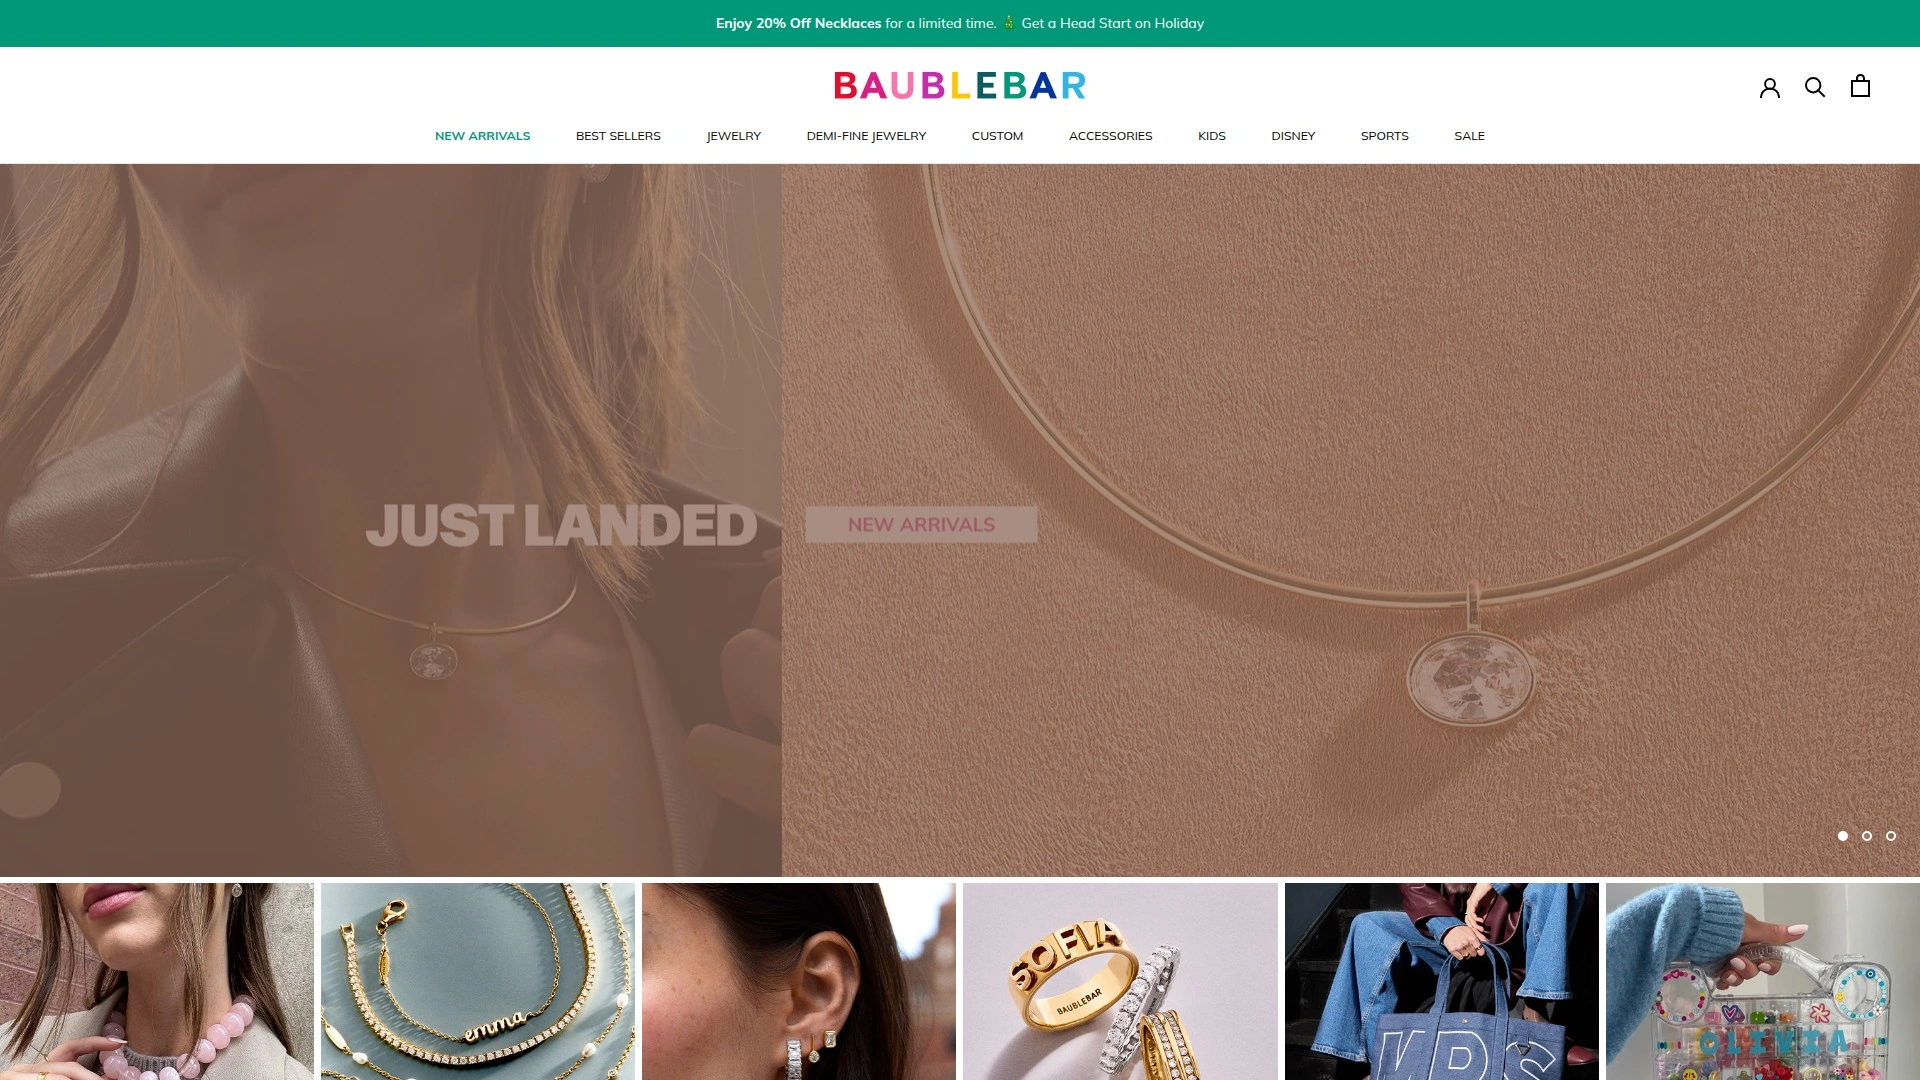 Enjoy 20% Off Necklaces for a limited time. 🎄 Get a Head Start on Holiday
BAUBLEBAR
NEW ARRIVALS BEST SELLERS JEWELRY DEMI-FINE JEWELRY CUSTOM ACCESSORIES KIDS DISNEY SPORTS SALE
JUST LANDED NEW ARRIVALS
emma
SOFIA
BAUBLEBAR
OLIVIA